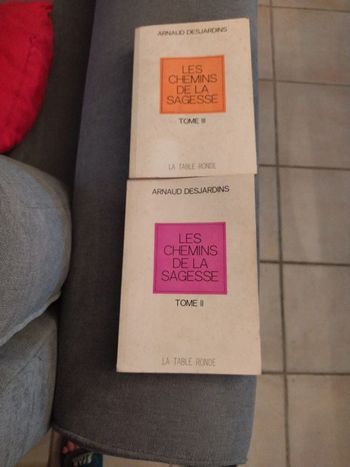 ARNAUD DESJARDINS
LES
CHEMINS
DE LA
SAGESSE
TOME III
LA TABLE RONDE
ARNAUD DESJARDINS
LES
CHEMINS
DE LA
SAGESSE
TOME II
LA TABLE RONDE